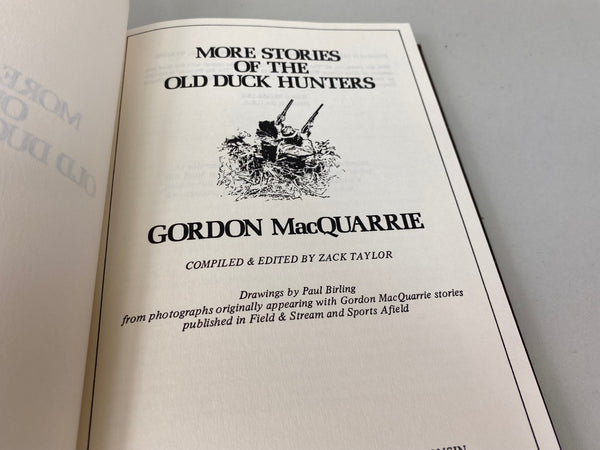 MORE STORIES
OF THE
OLD DUCK HUNTERS
GORDON MacQUARRIE
COMPILED & EDITED BY ZACK TAYLOR
Drawings by Paul Birling
from photographs originally appearing with Gordon MacQuarrie stories
published in Field & Stream and Sports Afield